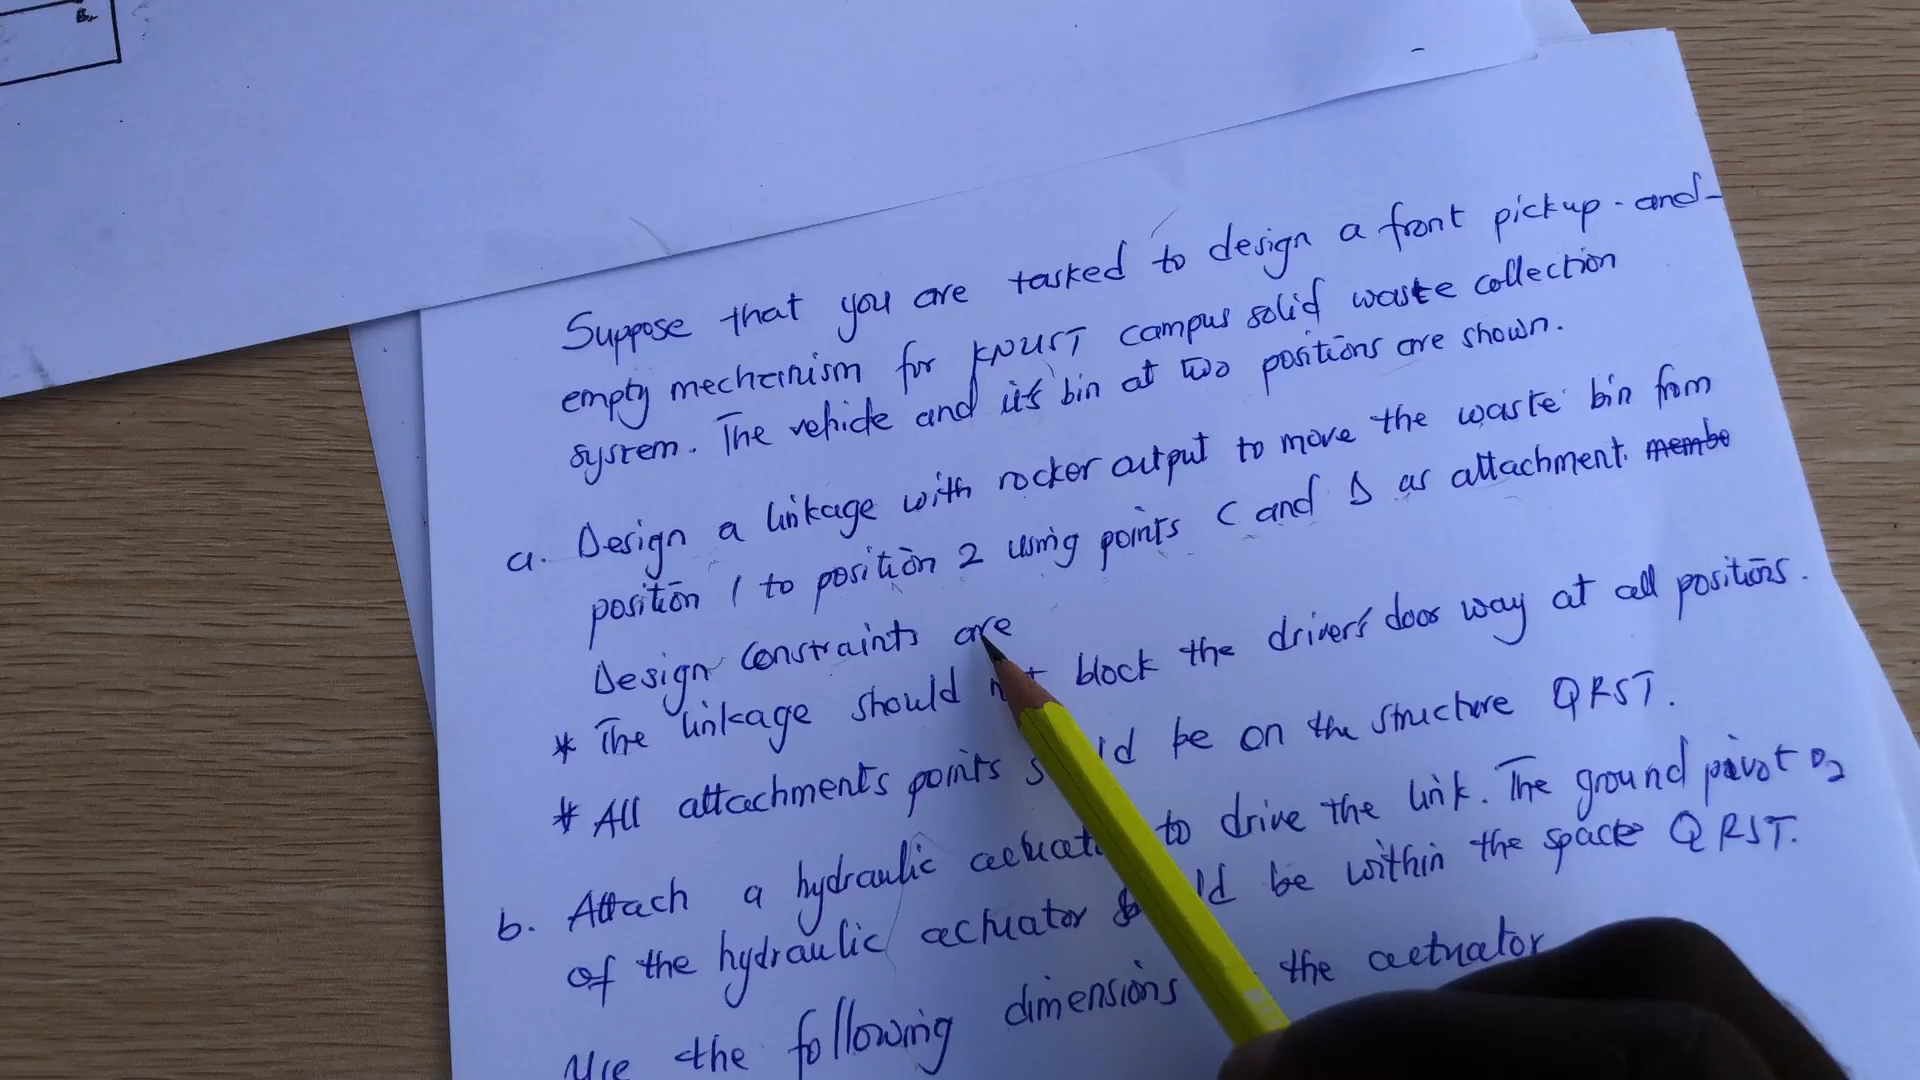 Suppose that you are tasked to design a front pickup-and-
empty mechanism for KNUST campus solid waste collection
system. The vehicle and its bin at two positions are shown.
a. Design a linkage with rocker output to move the waste bin from
position 1 to position 2 using points C and D as attachment membe
Design constraints are
* The linkage should not block the driver's door way at all positions.
* All attachments points should be on the structure QRST.
b. Attach a hydraulic actuator to drive the link. The ground pivot O2
of the hydraulic actuator should be within the space QRST.
Use the following dimensions the actuator